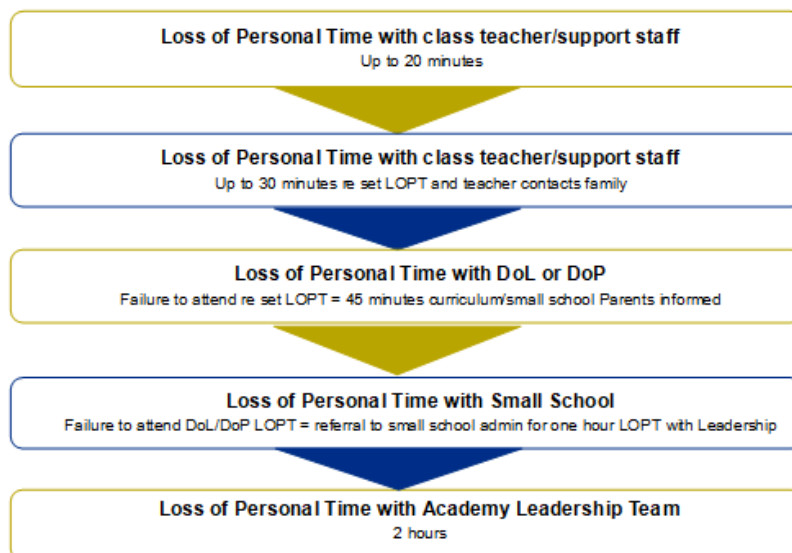 Loss of Personal Time with class teacher/support staff
Up to 20 minutes
Loss of Personal Time with class teacher/support staff
Up to 30 minutes re set LOPT and teacher contacts family
Loss of Personal Time with DoL or DoP
Failure to attend re set LOPT = 45 minutes curriculum/small school Parents informed
Loss of Personal Time with Small School
Failure to attend DoL/DoP LOPT = referral to small school admin for one hour LOPT with Leadership
Loss of Personal Time with Academy Leadership Team
2 hours